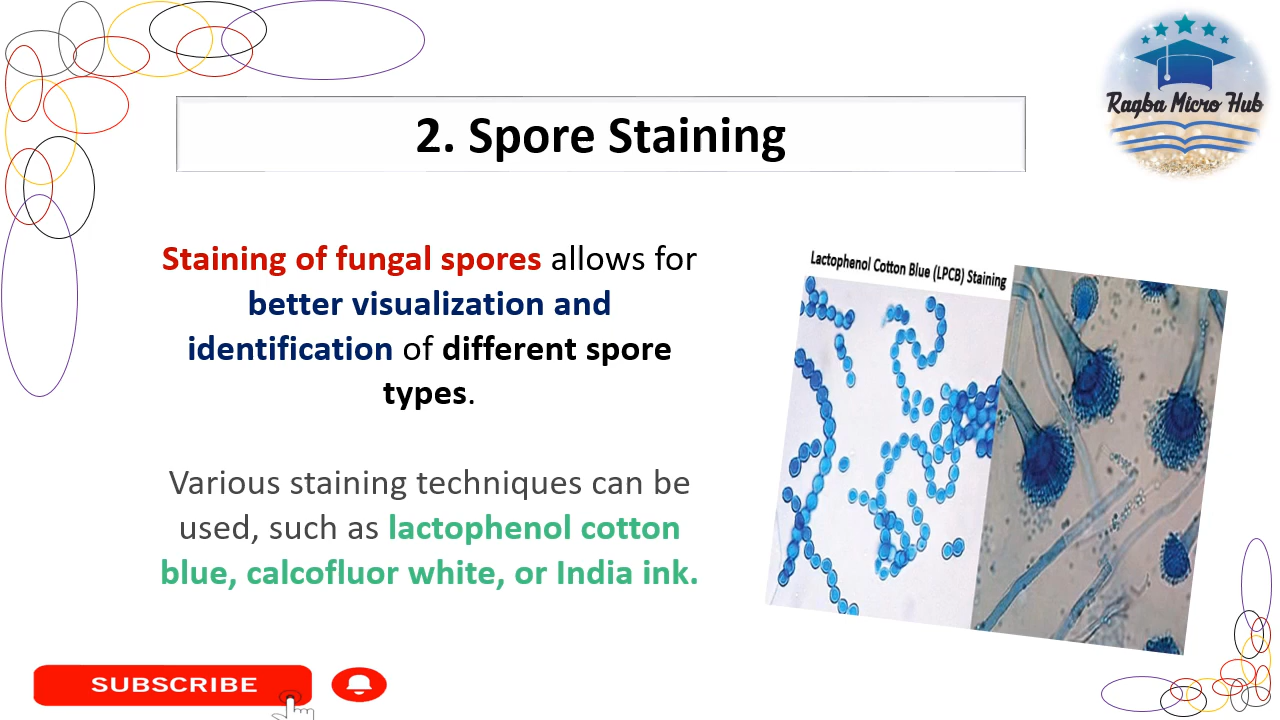 Raqba Micro Hub
2. Spore Staining
Staining of fungal spores allows for
better visualization and
identification of different spore
types.
Various staining techniques can be
used, such as lactophenol cotton
blue, calcofluor white, or India ink.
Lactophenol Cotton Blue (LPCB) Staining
SUBSCRIBE